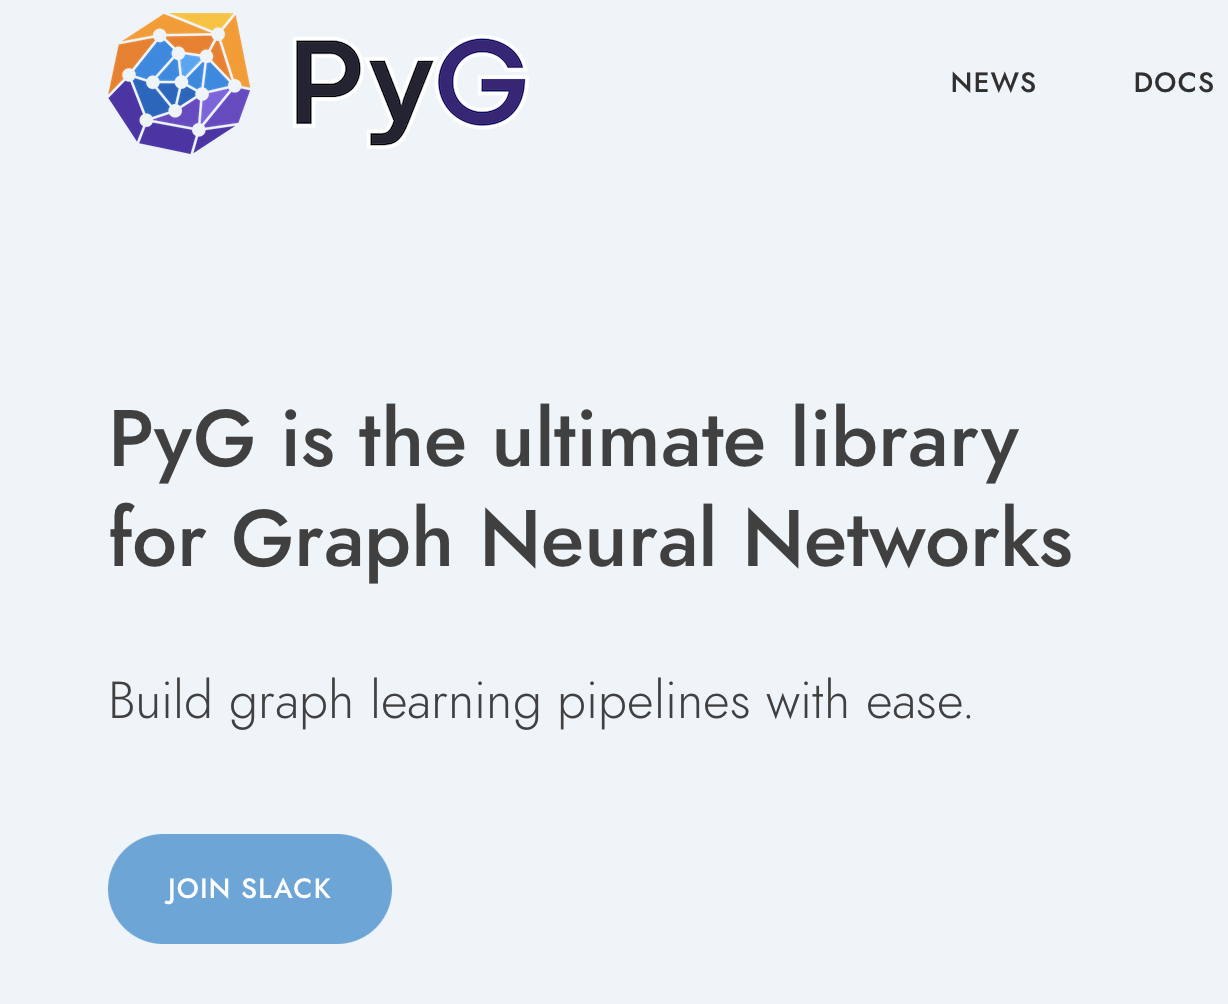 PyG
NEWS
DOCS
PyG is the ultimate library
for Graph Neural Networks
Build graph learning pipelines with ease.
JOIN SLACK